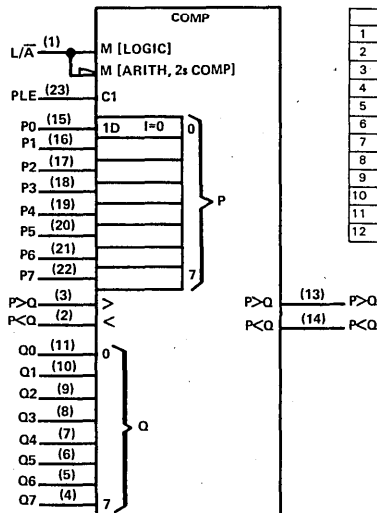 COMP
L/A̅ (1) M [LOGIC]
M [ARITH, 2s COMP]
PLE (23) C1
P0 (15) 1D I=0 0
P1 (16)
P2 (17)
P3 (18)
P
P4 (19)
P5 (20)
P6 (21)
P7 (22) 7
P>Q (3) > P>Q (13) P>Q
P<Q (2) < P<Q (14) P<Q
Q0 (11) 0
Q1 (10)
Q2 (9)
Q3 (8)
Q4 (7) Q
Q5 (6)
Q6 (5)
Q7 (4) 7
1
2
3
4
5
6
7
8
9
10
11
12